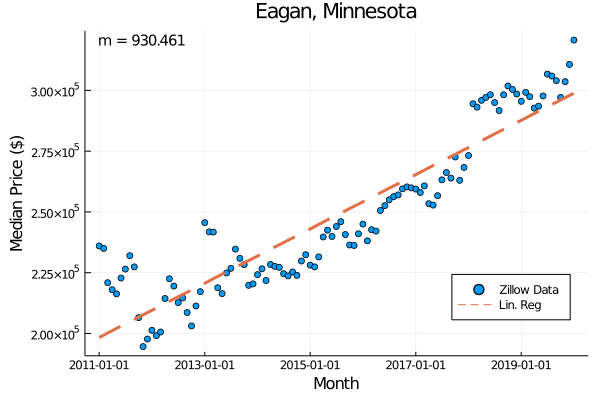 Eagan, Minnesota
m = 930.461
Median Price ($)
3.00×10⁵
2.75×10⁵
2.50×10⁵
2.25×10⁵
2.00×10⁵
Zillow Data
Lin. Reg
2011-01-01 2013-01-01 2015-01-01 2017-01-01 2019-01-01
Month